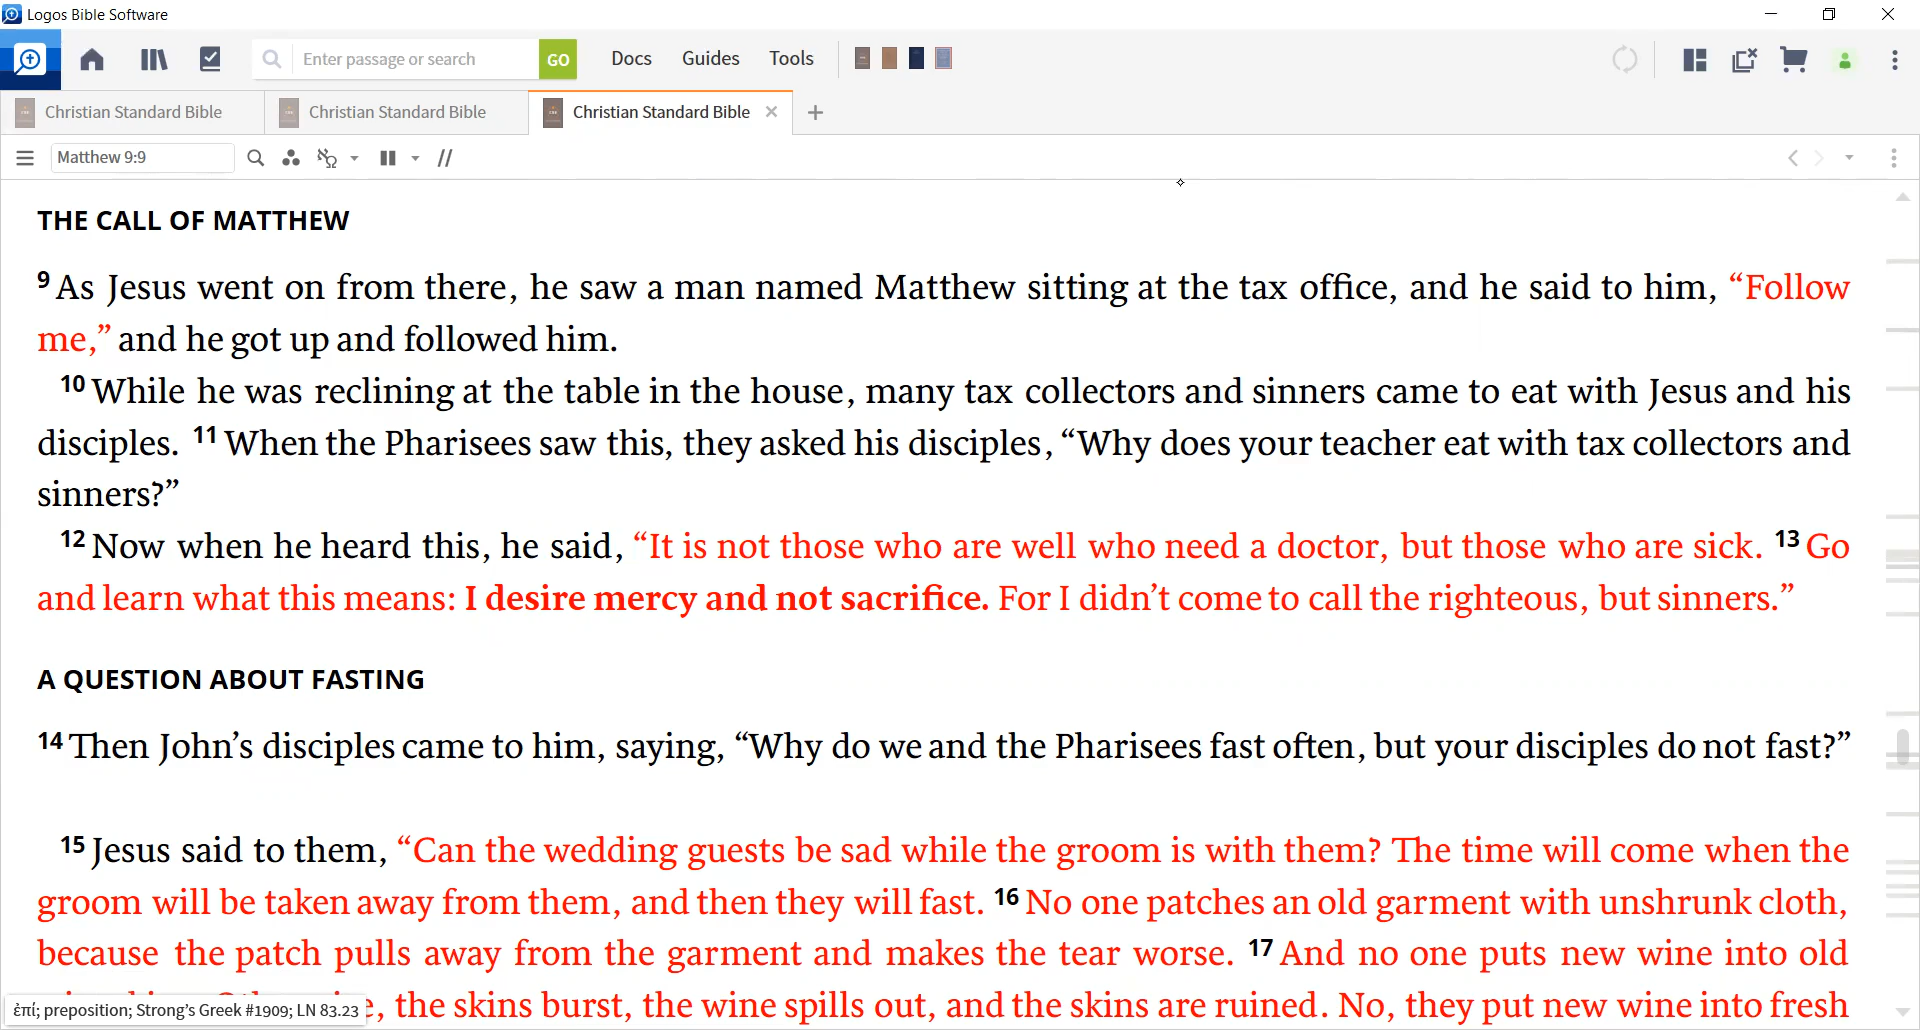 Logos Bible Software
Enter passage or search
GO
Docs
Guides
Tools
Christian Standard Bible
Christian Standard Bible
Christian Standard Bible
Matthew 9:9
THE CALL OF MATTHEW
9 As Jesus went on from there, he saw a man named Matthew sitting at the tax office, and he said to him, “Follow
me,” and he got up and followed him.
10 While he was reclining at the table in the house, many tax collectors and sinners came to eat with Jesus and his
disciples. 11 When the Pharisees saw this, they asked his disciples, “Why does your teacher eat with tax collectors and
sinners?”
12 Now when he heard this, he said, “It is not those who are well who need a doctor, but those who are sick. 13 Go
and learn what this means: I desire mercy and not sacrifice. For I didn’t come to call the righteous, but sinners.”
A QUESTION ABOUT FASTING
14 Then John’s disciples came to him, saying, “Why do we and the Pharisees fast often, but your disciples do not fast?”
15 Jesus said to them, “Can the wedding guests be sad while the groom is with them? The time will come when the
groom will be taken away from them, and then they will fast. 16 No one patches an old garment with unshrunk cloth,
because the patch pulls away from the garment and makes the tear worse. 17 And no one puts new wine into old
, the skins burst, the wine spills out, and the skins are ruined. No, they put new wine into fresh
ἐπί; preposition; Strong’s Greek #1909; LN 83.23